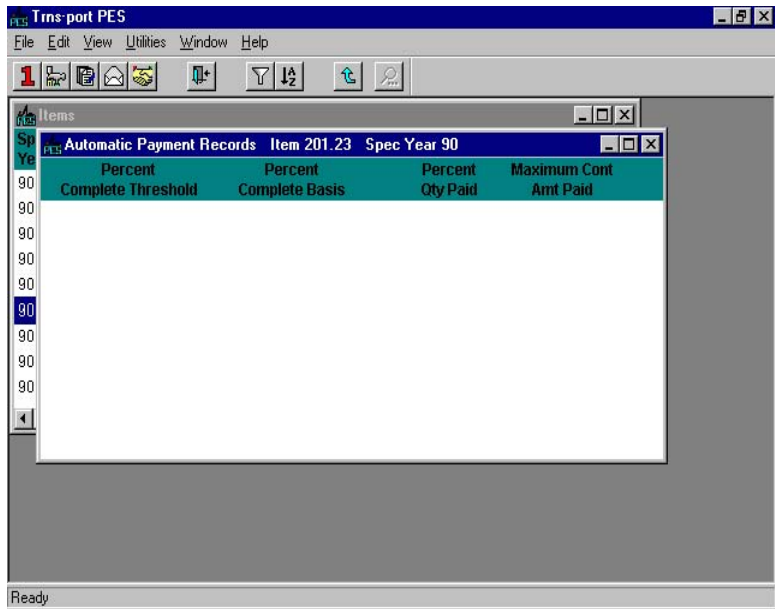 Trns·port PES
File Edit View Utilities Window Help
Items
Automatic Payment Records Item 201.23 Spec Year 90
Percent Percent Percent Maximum Cont
Complete Threshold Complete Basis Qty Paid Amt Paid
Sp
Ye
90
90
90
90
90
90
90
90
90
Ready